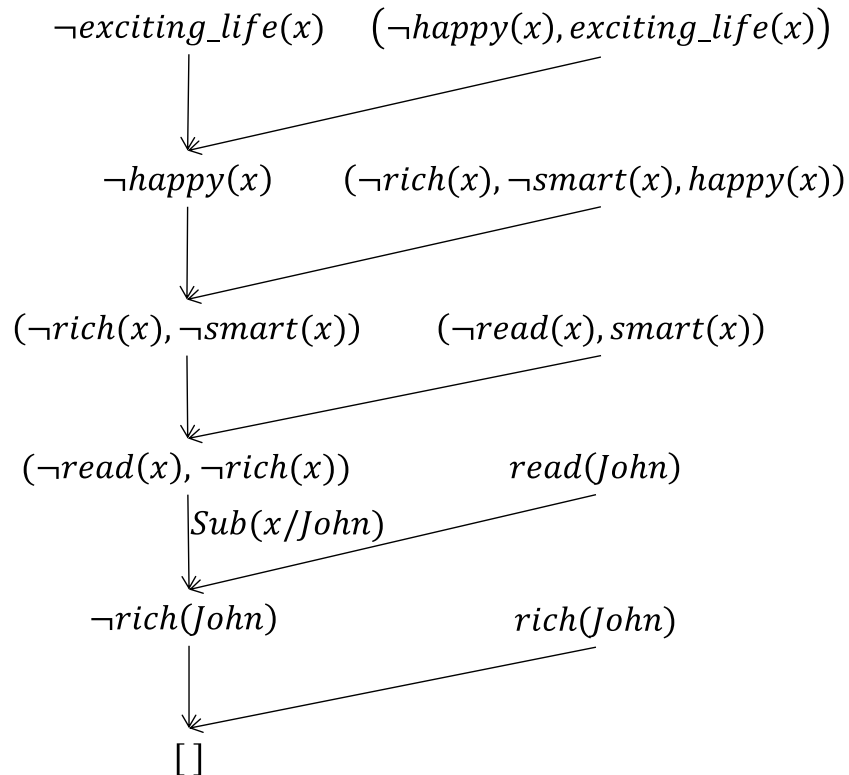 ¬exciting_life(x) (¬happy(x), exciting_life(x))
¬happy(x) (¬rich(x), ¬smart(x), happy(x))
(¬rich(x), ¬smart(x)) (¬read(x), smart(x))
(¬read(x), ¬rich(x)) read(John)
Sub(x/John)
¬rich(John) rich(John)
[]